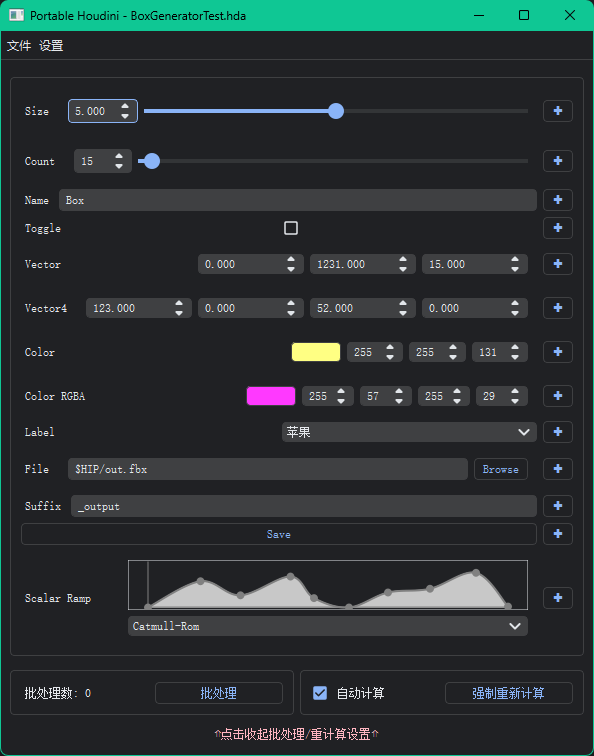 Portable Houdini - BoxGeneratorTest.hda
文件 设置
Size 5.000
Count 15
Name Box
Toggle
Vector 0.000 1231.000 15.000
Vector4 123.000 0.000 52.000 0.000
Color 255 255 131
Color RGBA 255 57 255 29
Label 苹果
File $HIP/out.fbx Browse
Suffix _output
Save
Scalar Ramp
Catmull-Rom
批处理数: 0 批处理 自动计算 强制重新计算
⇧点击收起批处理/重计算设置⇧